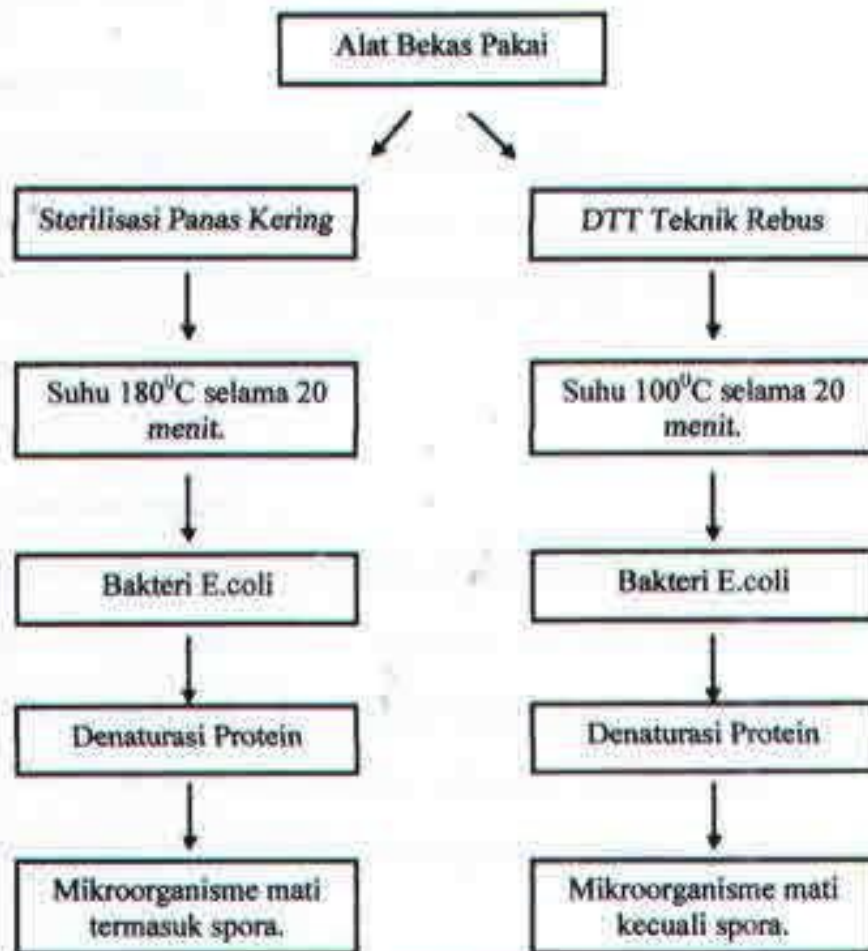 Alat Bekas Pakai
Sterilisasi Panas Kering
DTT Teknik Rebus
Suhu 180⁰C selama 20
menit.
Suhu 100⁰C selama 20
menit.
Bakteri E.coli
Bakteri E.coli
Denaturasi Protein
Denaturasi Protein
Mikroorganisme mati
termasuk spora.
Mikroorganisme mati
kecuali spora.